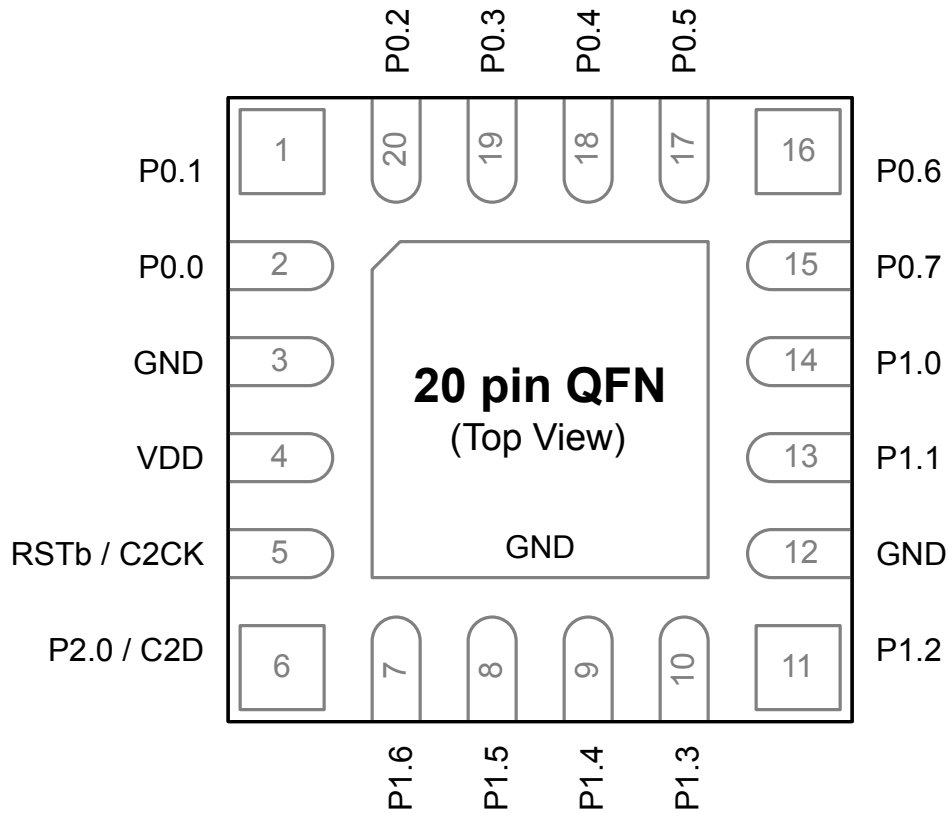 P0.2
P0.3
P0.4
P0.5
1
20
19
18
17
16
P0.1
P0.6
P0.0
2
15
P0.7
GND
3
14
P1.0
20 pin QFN
(Top View)
VDD
4
13
P1.1
RSTb / C2CK
5
GND
12
GND
P2.0 / C2D
6
7
8
9
10
11
P1.2
P1.6
P1.5
P1.4
P1.3